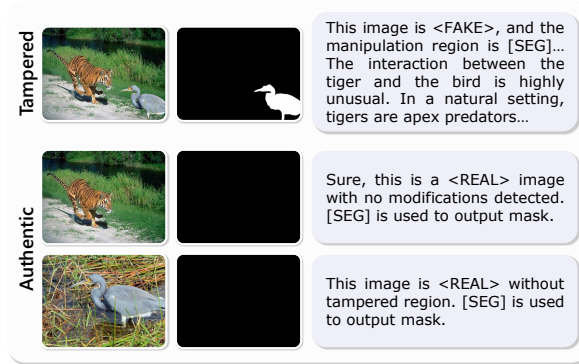 Tampered
This image is <FAKE>, and the
manipulation region is [SEG]...
The interaction between the
tiger and the bird is highly
unusual. In a natural setting,
tigers are apex predators...
Authentic
Sure, this is a <REAL> image
with no modifications detected.
[SEG] is used to output mask.
This image is <REAL> without
tampered region. [SEG] is used
to output mask.